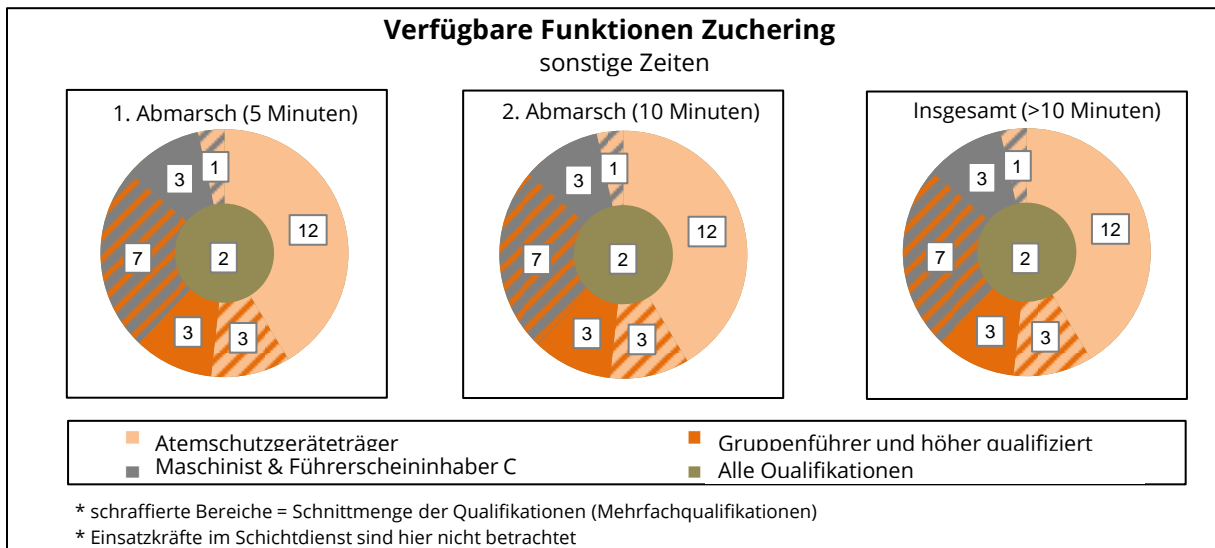 Verfügbare Funktionen Zuchering
sonstige Zeiten
1. Abmarsch (5 Minuten)
3
1
12
7
2
3
3
2. Abmarsch (10 Minuten)
3
1
12
7
2
3
3
Insgesamt (>10 Minuten)
3
1
12
7
2
3
3
Atemschutzgeräteträger
Gruppenführer und höher qualifiziert
Maschinist & Führerscheininhaber C
Alle Qualifikationen
* schraffierte Bereiche = Schnittmenge der Qualifikationen (Mehrfachqualifikationen)
* Einsatzkräfte im Schichtdienst sind hier nicht betrachtet